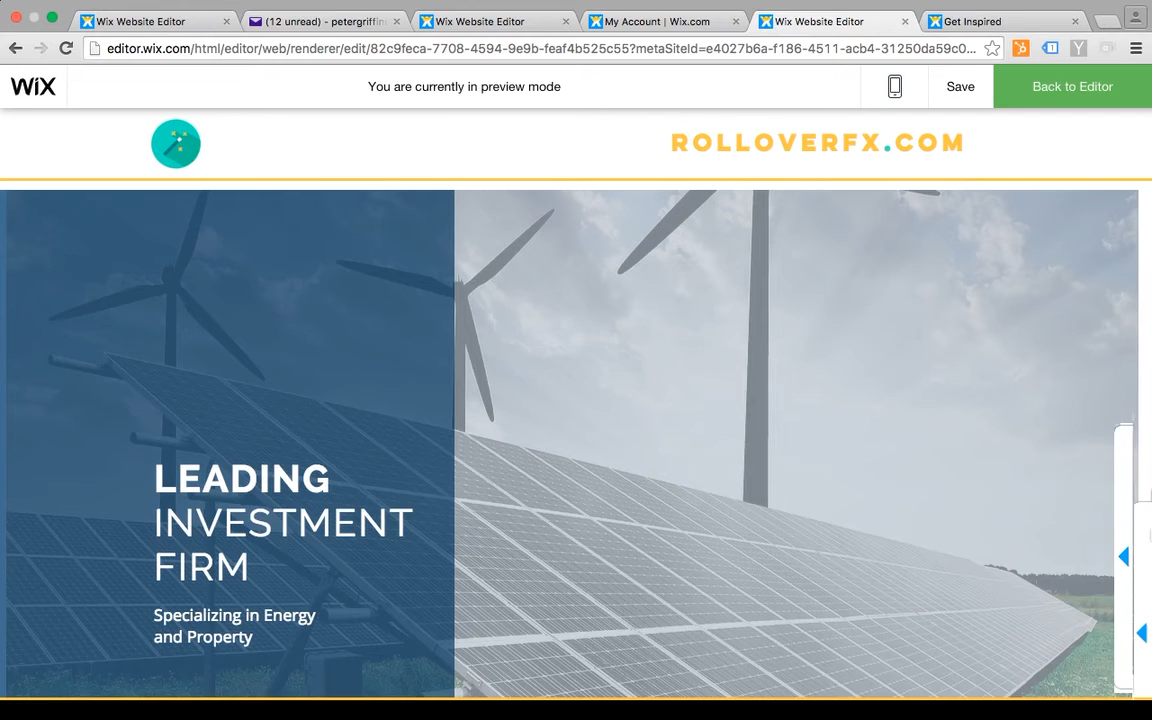 Wix Website Editor
(12 unread) - petergriffin
Wix Website Editor
My Account | Wix.com
Wix Website Editor
Get Inspired
editor.wix.com/html/editor/web/renderer/edit/82c9feca-7708-4594-9e9b-feaf4b525c55?metaSiteId=e4027b6a-f186-4511-acb4-31250da59c0...
WiX
You are currently in preview mode
Save
Back to Editor
ROLLOVERFX.COM
LEADING
INVESTMENT
FIRM
Specializing in Energy
and Property